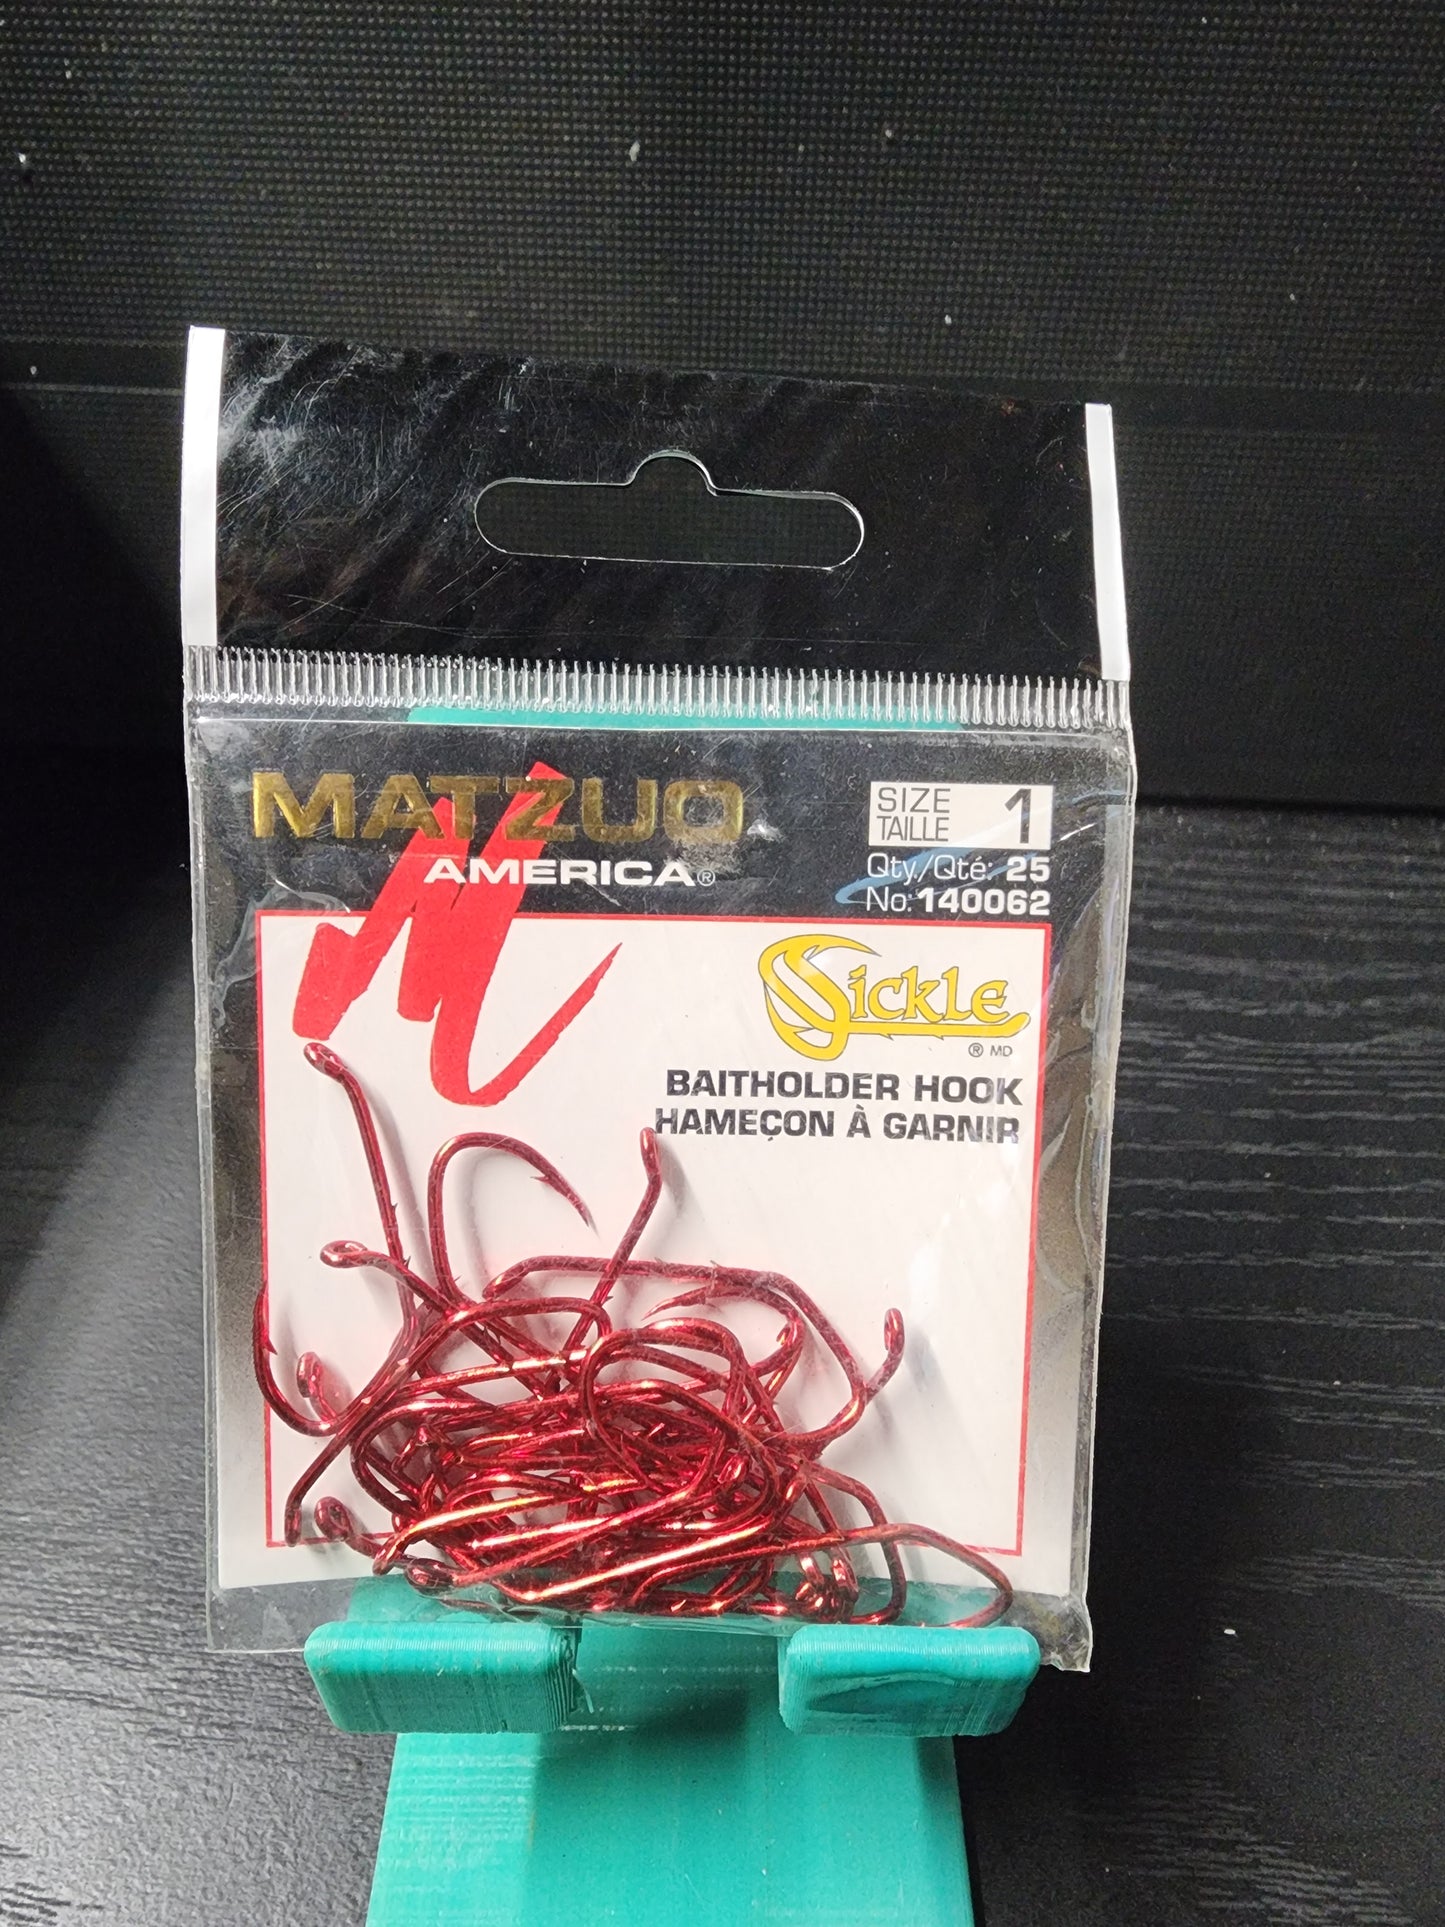 MATZUO
AMERICA®
SIZE
TAILLE
1
Qty./Qté: 25
No: 140062
Sickle
® MD
BAITHOLDER HOOK
HAMEÇON À GARNIR